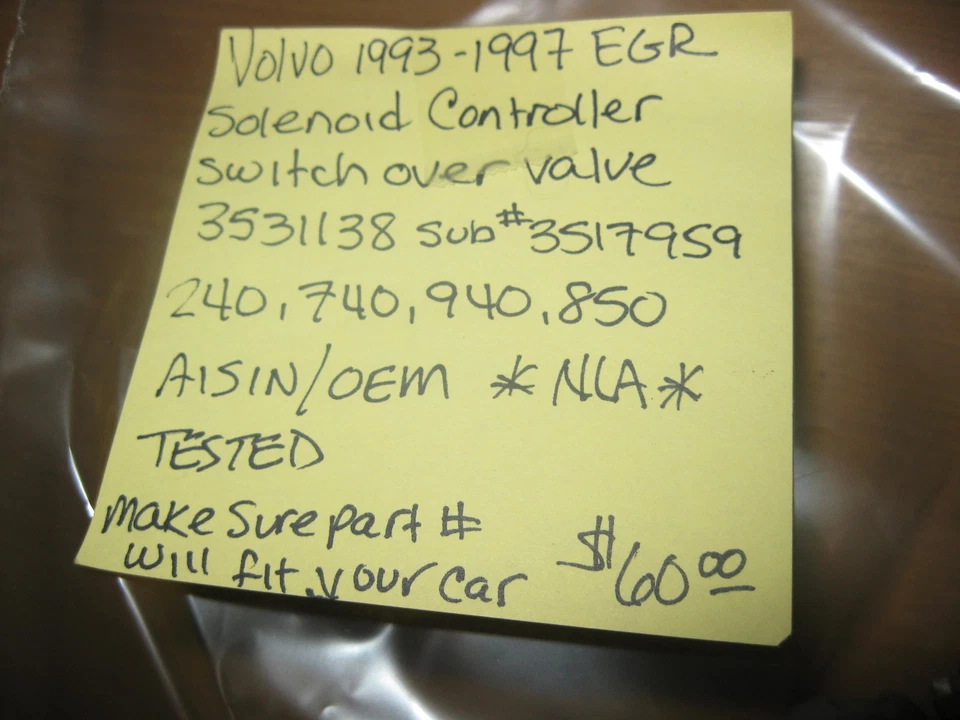 Volvo 1993-1997 EGR
Solenoid Controller
switch over valve
3531138 sub# 3517959
240, 740, 940, 850
AISIN/OEM *NLA*
TESTED
Make Sure part #
will fit your car $60.00